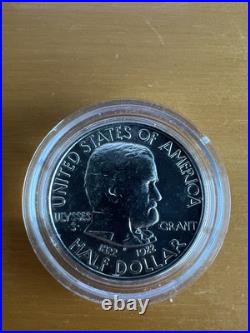 UNITED STATES OF AMERICA
ULYSSES
S.
GRANT
1822 1922
HALF DOLLAR